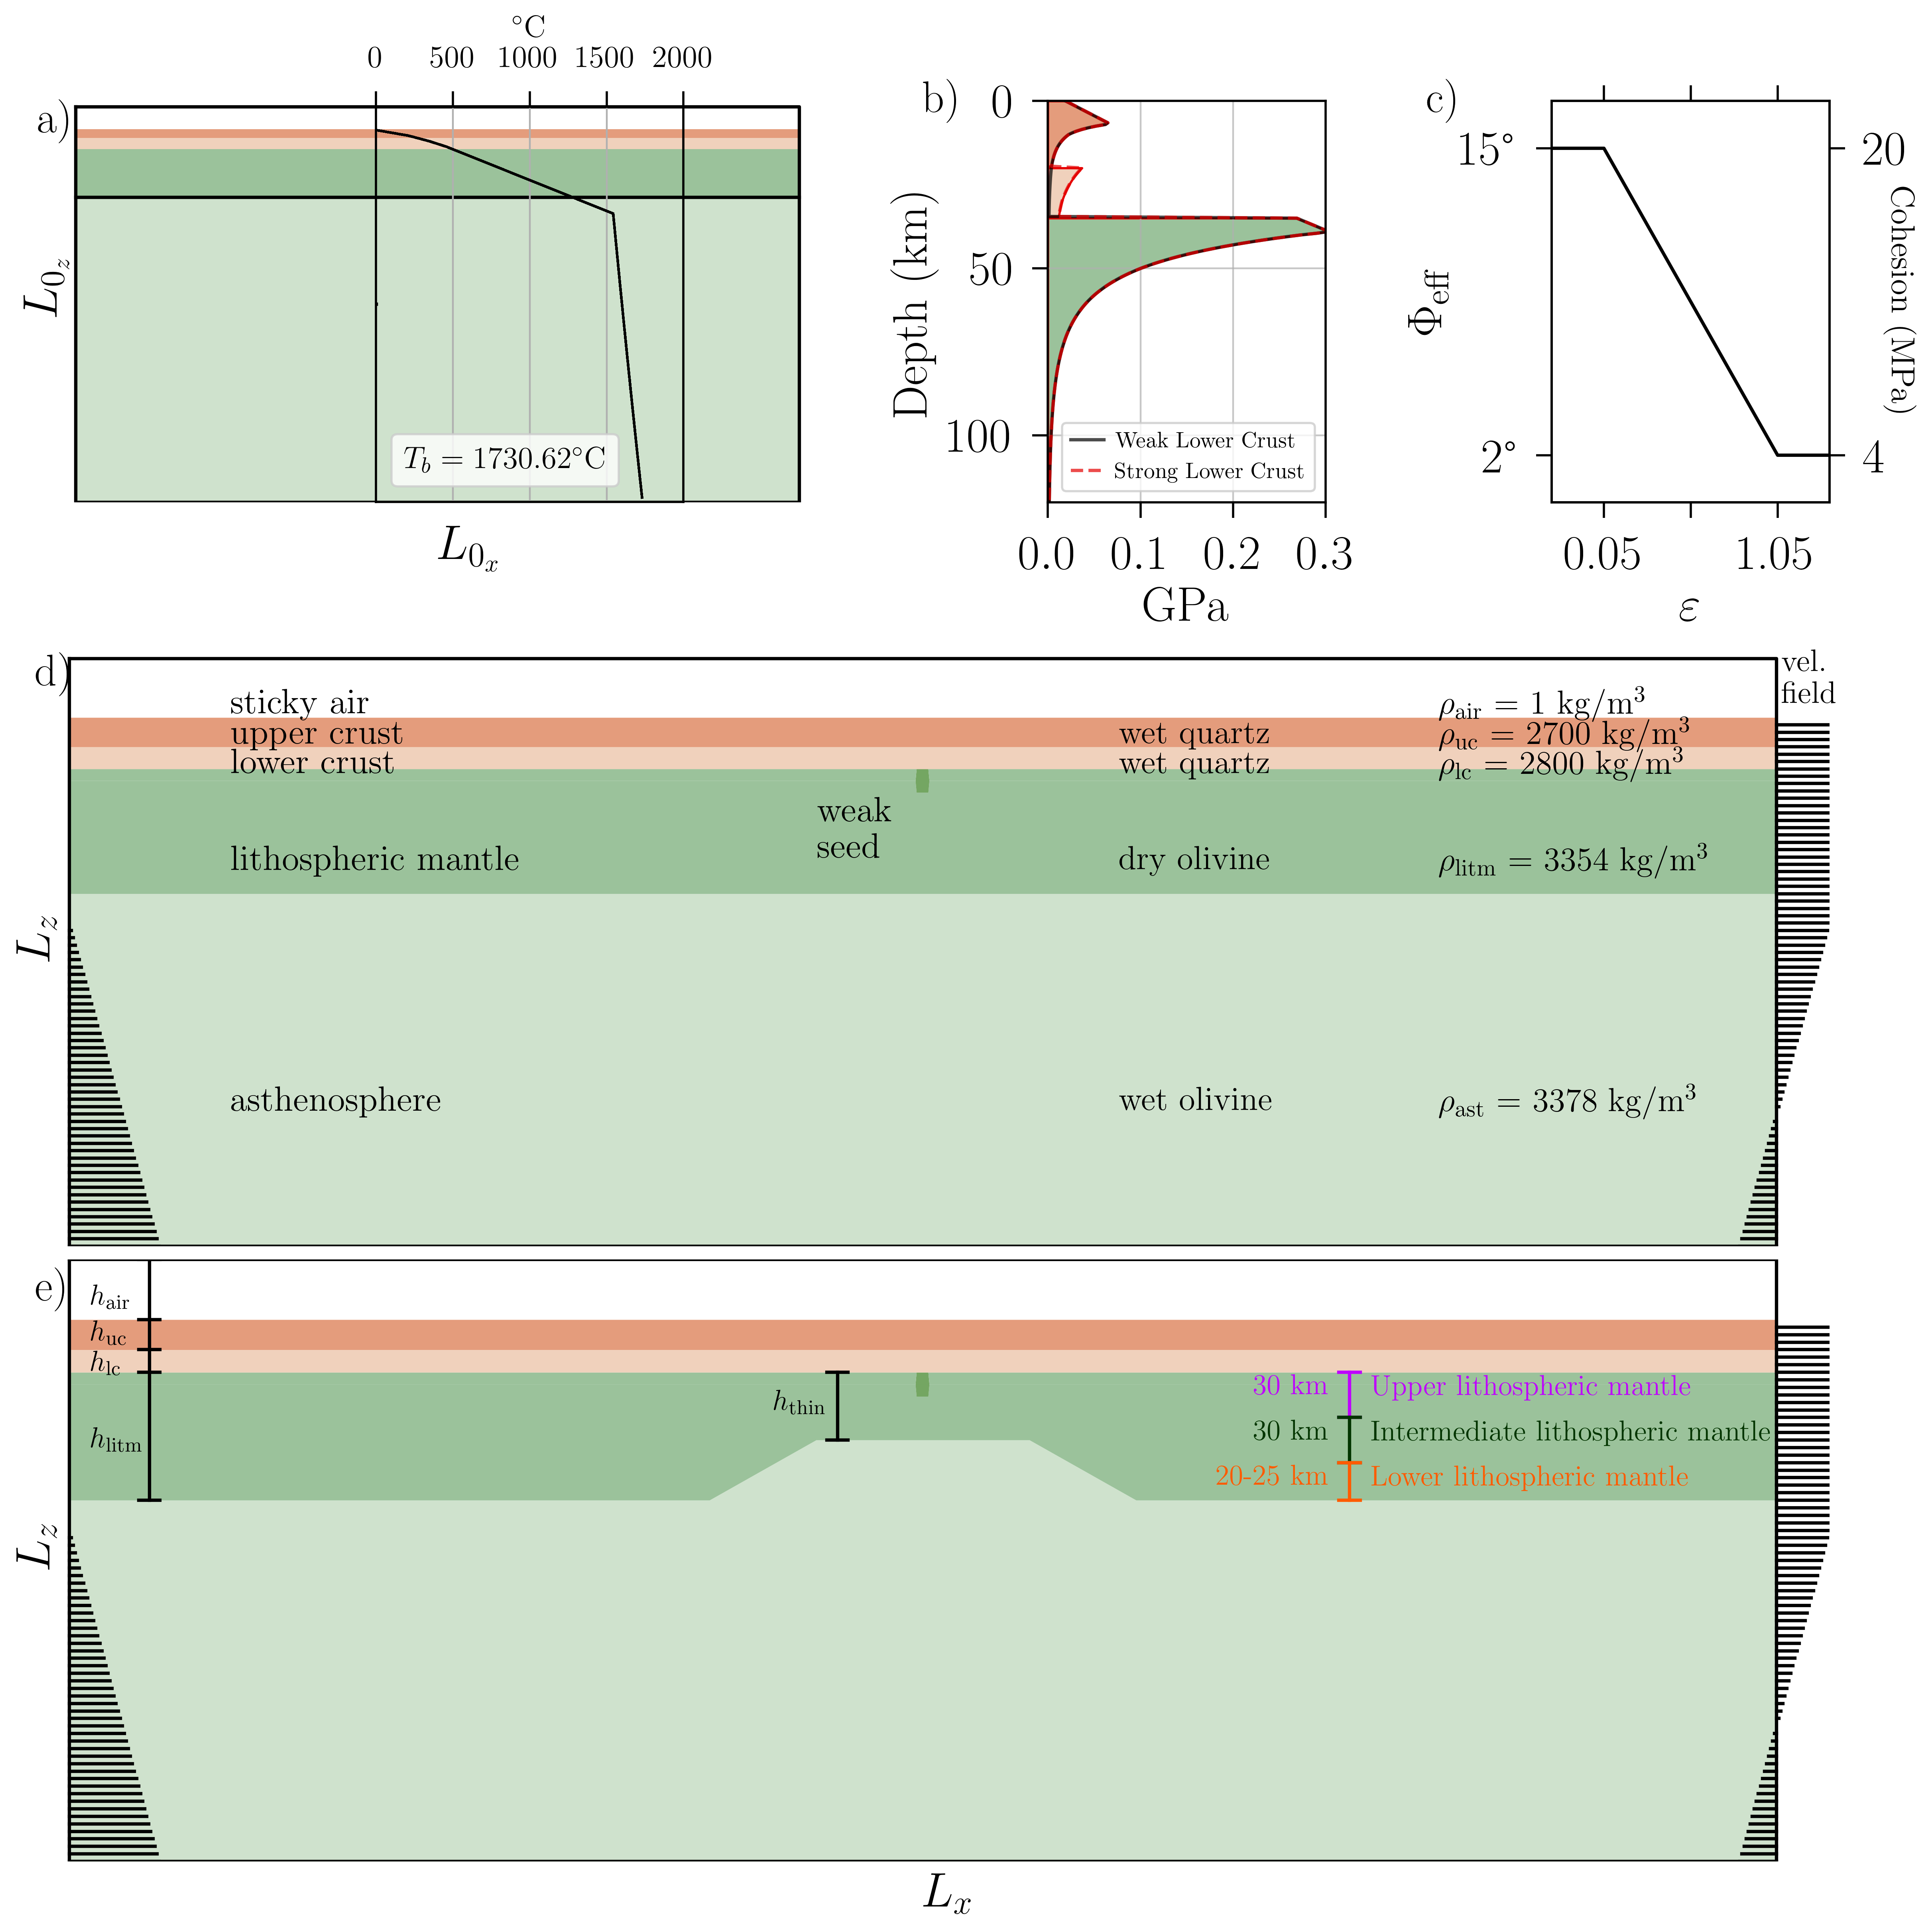 °C
0 500 1000 1500 2000
a)
L0z
Tb = 1730.62°C
L0x
b)
0
50
100
Depth (km)
Weak Lower Crust
Strong Lower Crust
0.0 0.1 0.2 0.3
GPa
c)
15°
2°
Φeff
20
4
Cohesion (MPa)
0.05 1.05
ε
d)
vel.
field
sticky air
ρair = 1 kg/m³
upper crust
wet quartz
ρuc = 2700 kg/m³
lower crust
wet quartz
ρlc = 2800 kg/m³
weak
seed
lithospheric mantle
dry olivine
ρlitm = 3354 kg/m³
Lz
asthenosphere
wet olivine
ρast = 3378 kg/m³
e)
hair
huc
hlc
hlitm
hthin
30 km Upper lithospheric mantle
30 km Intermediate lithospheric mantle
20-25 km Lower lithospheric mantle
Lz
Lx